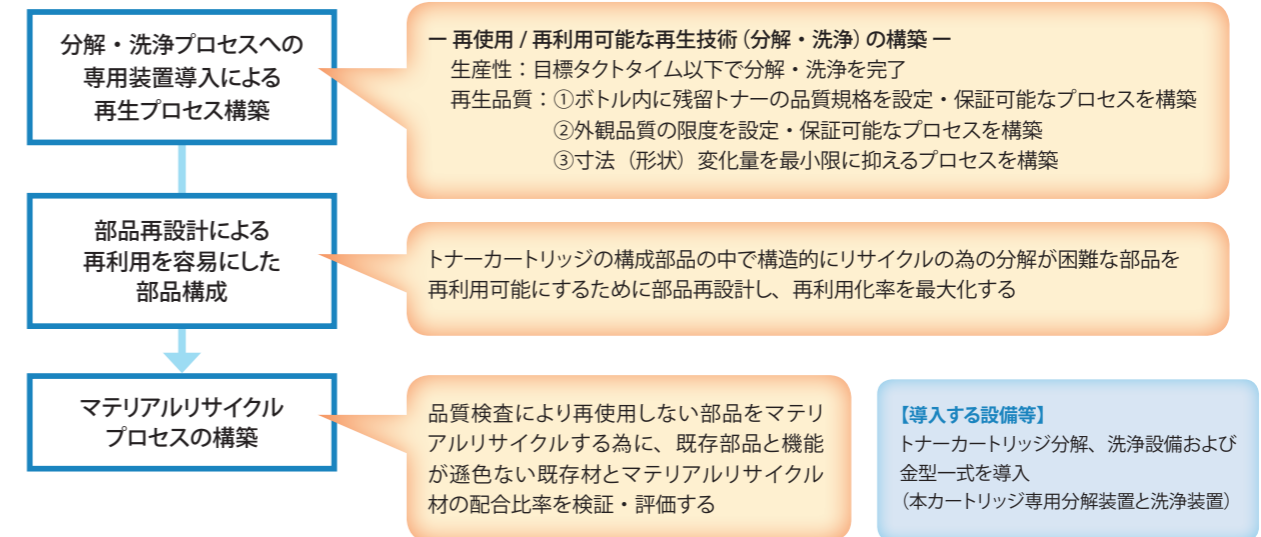 分解・洗浄プロセスへの
専用装置導入による
再生プロセス構築
ー 再使用 / 再利用可能な再生技術（分解・洗浄）の構築 ー
生産性：目標タクトタイム以下で分解・洗浄を完了
再生品質：①ボトル内に残留トナーの品質規格を設定・保証可能なプロセスを構築
②外観品質の限度を設定・保証可能なプロセスを構築
③寸法（形状）変化量を最小限に抑えるプロセスを構築
部品再設計による
再利用を容易にした
部品構成
トナーカートリッジの構成部品の中で構造的にリサイクルの為の分解が困難な部品を
再利用可能にするために部品再設計し、再利用化率を最大化する
マテリアルリサイクル
プロセスの構築
品質検査により再使用しない部品をマテリ
アルリサイクルする為に、既存部品と機能
が遜色ない既存材とマテリアルリサイクル
材の配合比率を検証・評価する
【導入する設備等】
トナーカートリッジ分解、洗浄設備および
金型一式を導入
（本カートリッジ専用分解装置と洗浄装置）